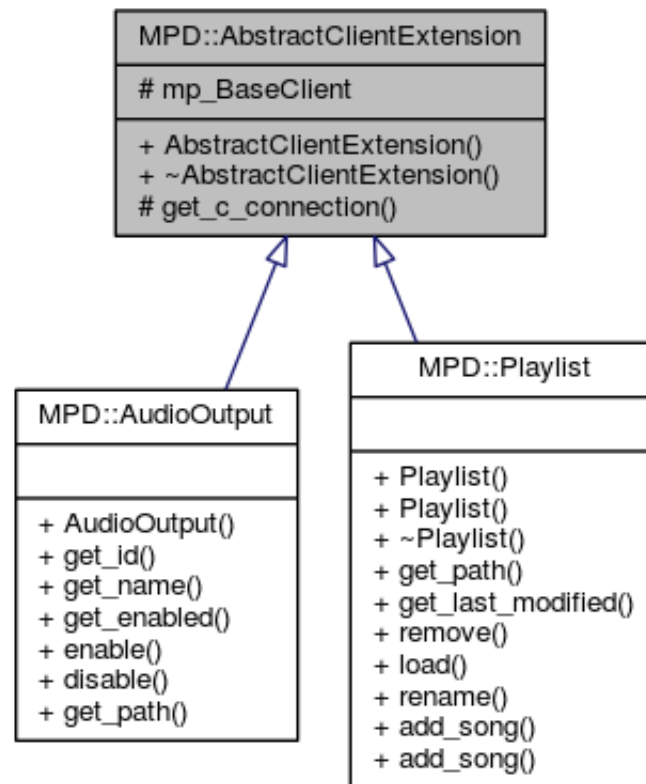 MPD::AbstractClientExtension
# mp_BaseClient
+ AbstractClientExtension()
+ ~AbstractClientExtension()
# get_c_connection()
MPD::AudioOutput
+ AudioOutput()
+ get_id()
+ get_name()
+ get_enabled()
+ enable()
+ disable()
+ get_path()
MPD::Playlist
+ Playlist()
+ Playlist()
+ ~Playlist()
+ get_path()
+ get_last_modified()
+ remove()
+ load()
+ rename()
+ add_song()
+ add_song()